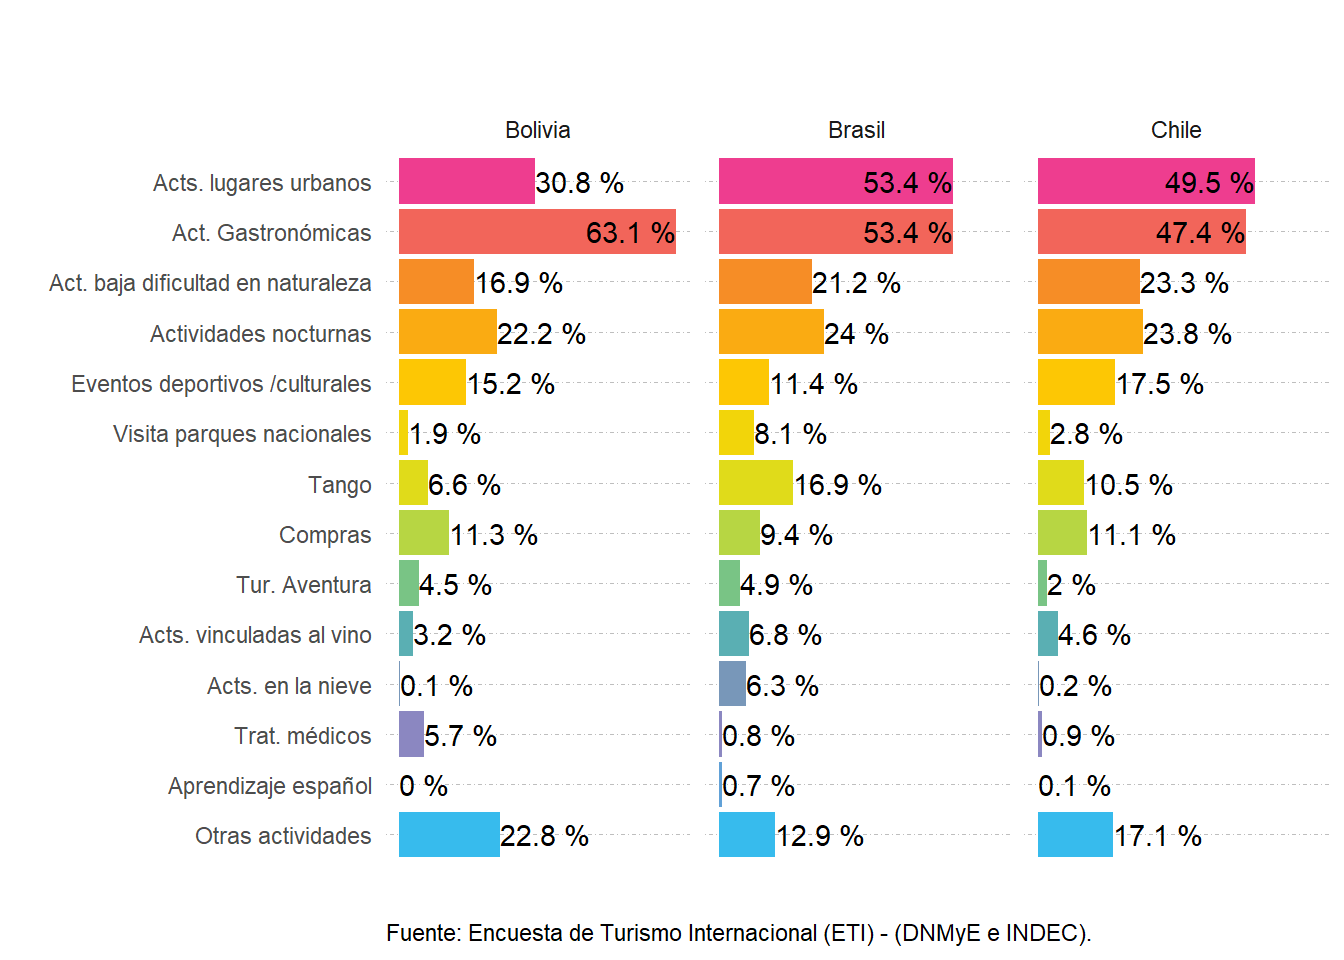 Bolivia Brasil Chile
Acts. lugares urbanos 30.8 % 53.4 % 49.5 %
Act. Gastronómicas 63.1 % 53.4 % 47.4 %
Act. baja dificultad en naturaleza 16.9 % 21.2 % 23.3 %
Actividades nocturnas 22.2 % 24 % 23.8 %
Eventos deportivos /culturales 15.2 % 11.4 % 17.5 %
Visita parques nacionales 1.9 % 8.1 % 2.8 %
Tango 6.6 % 16.9 % 10.5 %
Compras 11.3 % 9.4 % 11.1 %
Tur. Aventura 4.5 % 4.9 % 2 %
Acts. vinculadas al vino 3.2 % 6.8 % 4.6 %
Acts. en la nieve 0.1 % 6.3 % 0.2 %
Trat. médicos 5.7 % 0.8 % 0.9 %
Aprendizaje español 0 % 0.7 % 0.1 %
Otras actividades 22.8 % 12.9 % 17.1 %
Fuente: Encuesta de Turismo Internacional (ETI) - (DNMyE e INDEC).